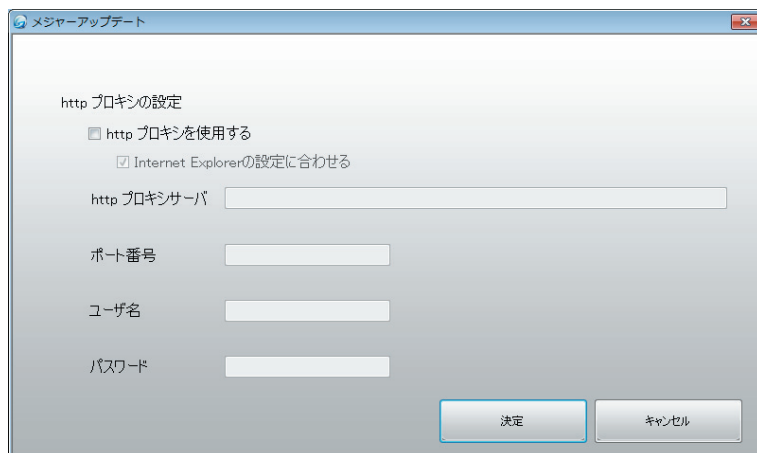 メジャーアップデート
http プロキシの設定
http プロキシを使用する
Internet Explorerの設定に合わせる
http プロキシサーバ
ポート番号
ユーザ名
パスワード
決定
キャンセル